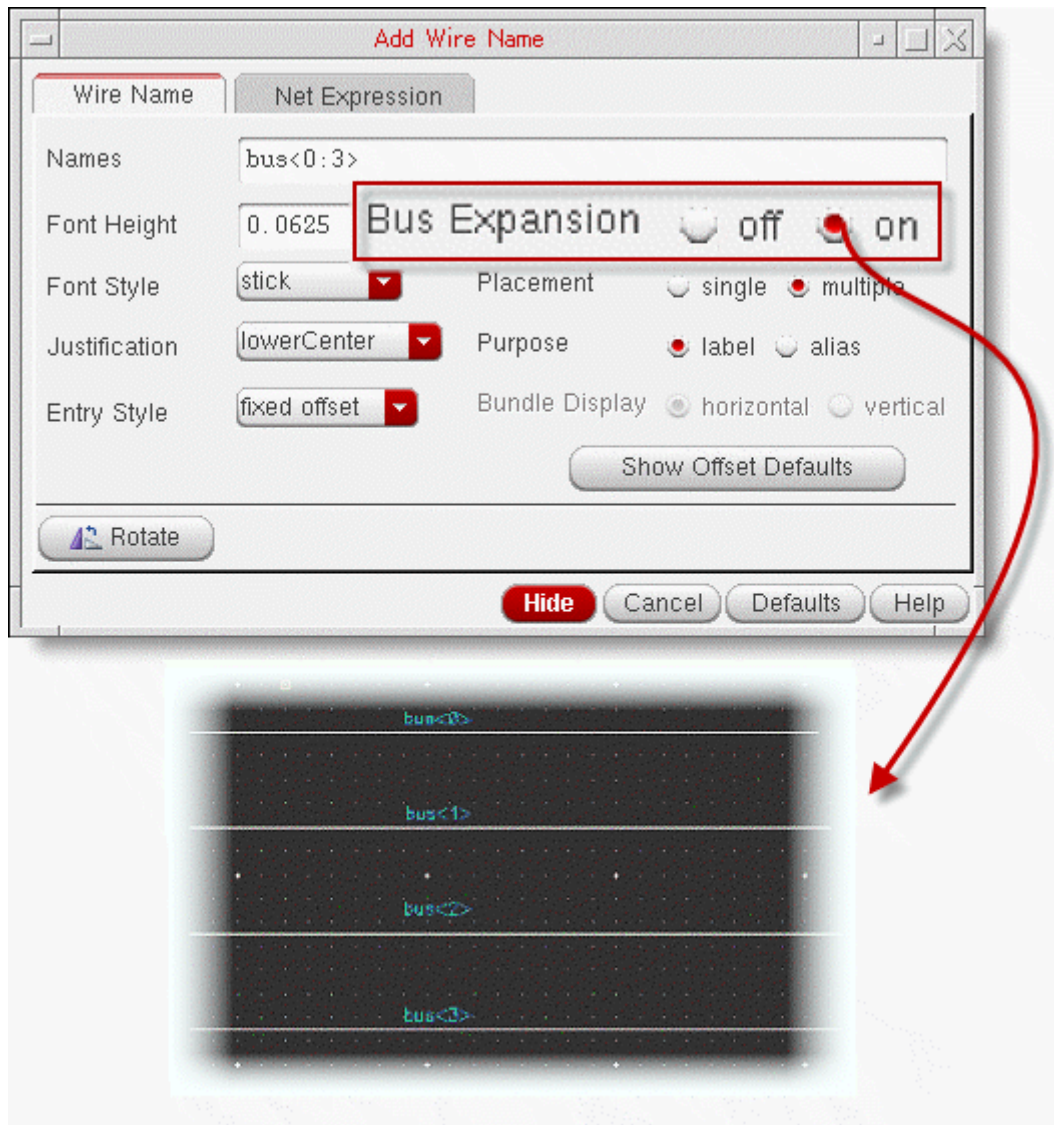 Add Wire Name
Wire Name Net Expression
Names bus<0:3>
Font Height 0.0625 Bus Expansion off on
Font Style stick Placement single multiple
Justification lowerCenter Purpose label alias
Entry Style fixed offset Bundle Display horizontal vertical
Show Offset Defaults
Rotate
Hide Cancel Defaults Help
bus<0>
bus<1>
bus<2>
bus<3>